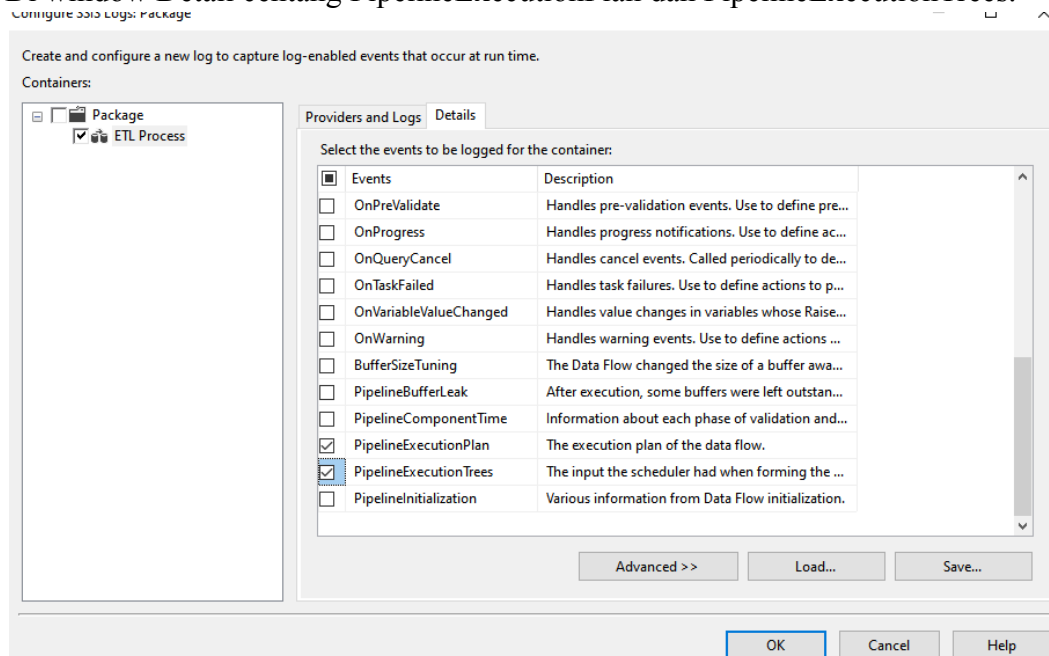 Di window Detail centang PipelineExecutionPlan dan PipelineExecutionTrees.
Configure SSIS Logs: Package
Create and configure a new log to capture log-enabled events that occur at run time.
Containers:
Package
ETL Process
Providers and Logs Details
Select the events to be logged for the container:
Events Description
OnPreValidate Handles pre-validation events. Use to define pre...
OnProgress Handles progress notifications. Use to define ac...
OnQueryCancel Handles cancel events. Called periodically to de...
OnTaskFailed Handles task failures. Use to define actions to p...
OnVariableValueChanged Handles value changes in variables whose Raise...
OnWarning Handles warning events. Use to define actions ...
BufferSizeTuning The Data Flow changed the size of a buffer awa...
PipelineBufferLeak After execution, some buffers were left outstan...
PipelineComponentTime Information about each phase of validation and...
PipelineExecutionPlan The execution plan of the data flow.
PipelineExecutionTrees The input the scheduler had when forming the ...
PipelineInitialization Various information from Data Flow initialization.
Advanced >> Load... Save...
OK Cancel Help